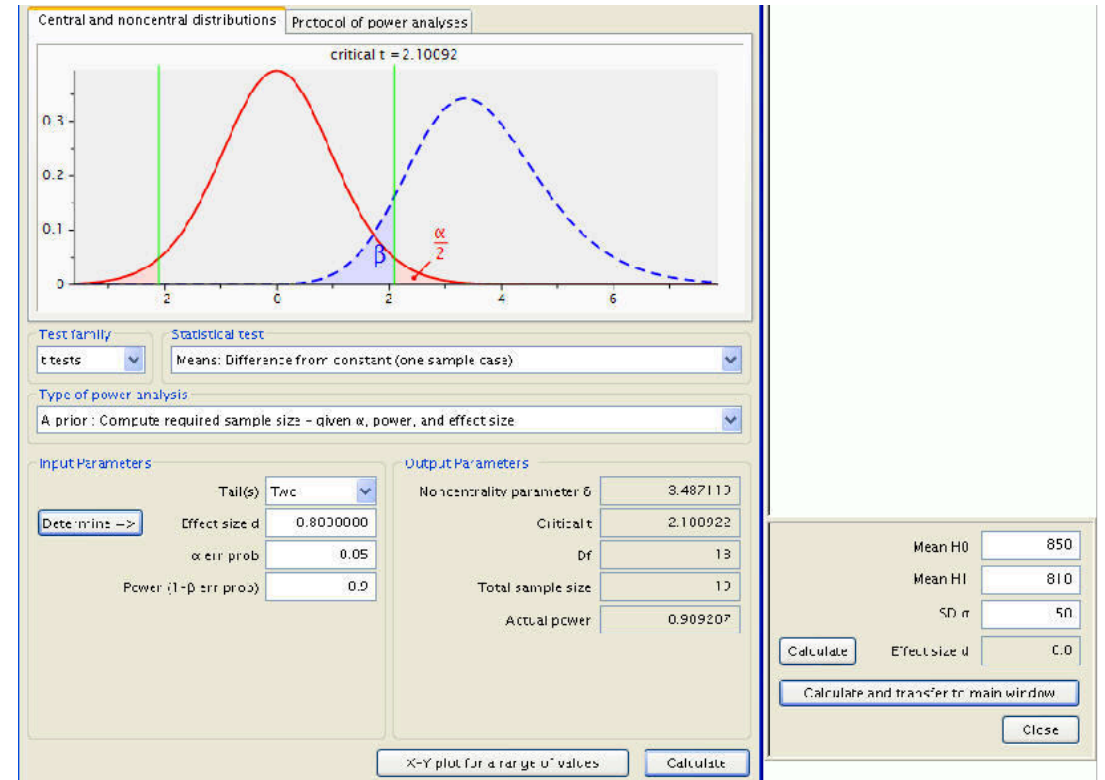 Central and noncentral distributions
Protocol of power analyses
critical t = 2.10092
0.3
0.2
0.1
0
α
2
β
-2
0
2
4
6
Test family
Statistical test
t tests
Means: Difference from constant (one sample case)
Type of power analysis
A priori: Compute required sample size – given α, power, and effect size
Input Parameters
Tail(s) Two
Determine => Effect size d 0.8000000
α err prob 0.05
Power (1-β err prob) 0.9
Output Parameters
Noncentrality parameter δ 3.487119
Critical t 2.100922
Df 18
Total sample size 19
Actual power 0.909207
Mean H0 850
Mean H1 810
SD σ 50
Calculate Effect size d
Calculate and transfer to main window
Close
X-Y plot for a range of values
Calculate